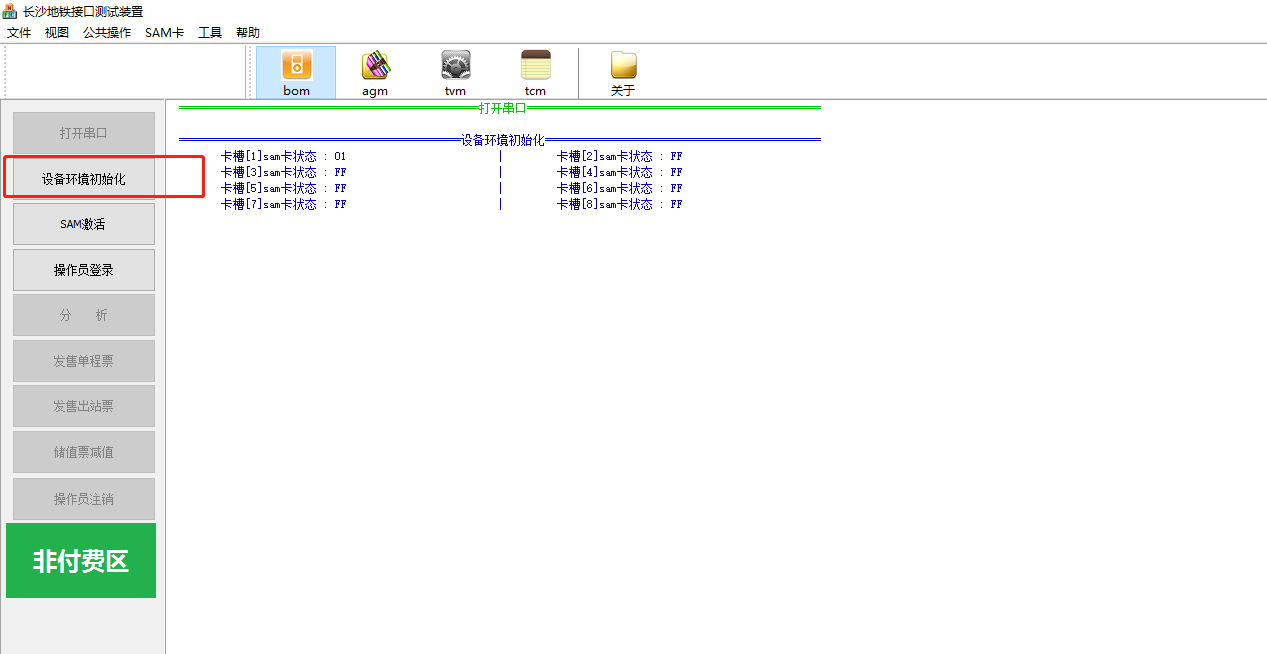 长沙地铁接口测试装置
文件 视图 公共操作 SAM卡 工具 帮助
bom agm tvm tcm 关于
打开串口
设备环境初始化
SAM激活
操作员登录
分 析
发售单程票
发售出站票
储值票减值
操作员注销
非付费区
打开串口
设备环境初始化
卡槽[1]sam卡状态 : 01 | 卡槽[2]sam卡状态 : FF
卡槽[3]sam卡状态 : FF | 卡槽[4]sam卡状态 : FF
卡槽[5]sam卡状态 : FF | 卡槽[6]sam卡状态 : FF
卡槽[7]sam卡状态 : FF | 卡槽[8]sam卡状态 : FF